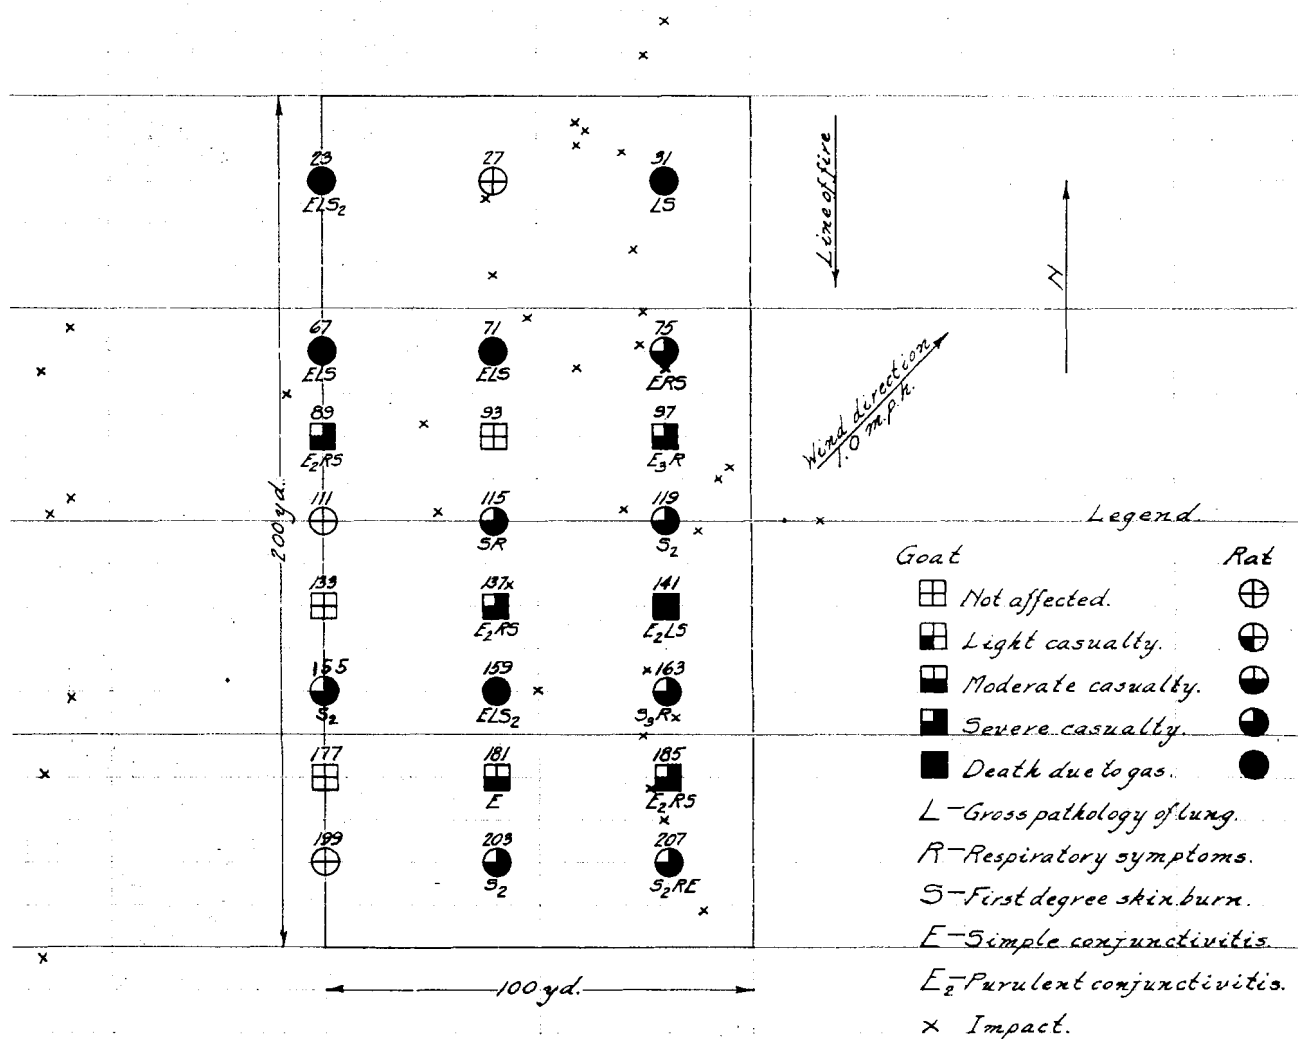 23
27
31
ELS2
LS
Line of fire
N
67
71
75
ELS
ELS
ERS
Wind direction
1.0 m.p.h.
89
93
97
E2RS
E3R
111
115
119
SR
S2
200 yd.
133
137x
141
E2RS
E2LS
155
159
163
S2
ELS2
S3Rx
177
181
185
E
E2RS
199
203
207
S2
S2RE
100 yd.
Legend.
Goat Rat
Not affected.
Light casualty.
Moderate casualty.
Severe casualty.
Death due to gas.
L-Gross pathology of lung.
R-Respiratory symptoms.
S-First degree skin burn.
E-Simple conjunctivitis.
E2-Purulent conjunctivitis.
x Impact.